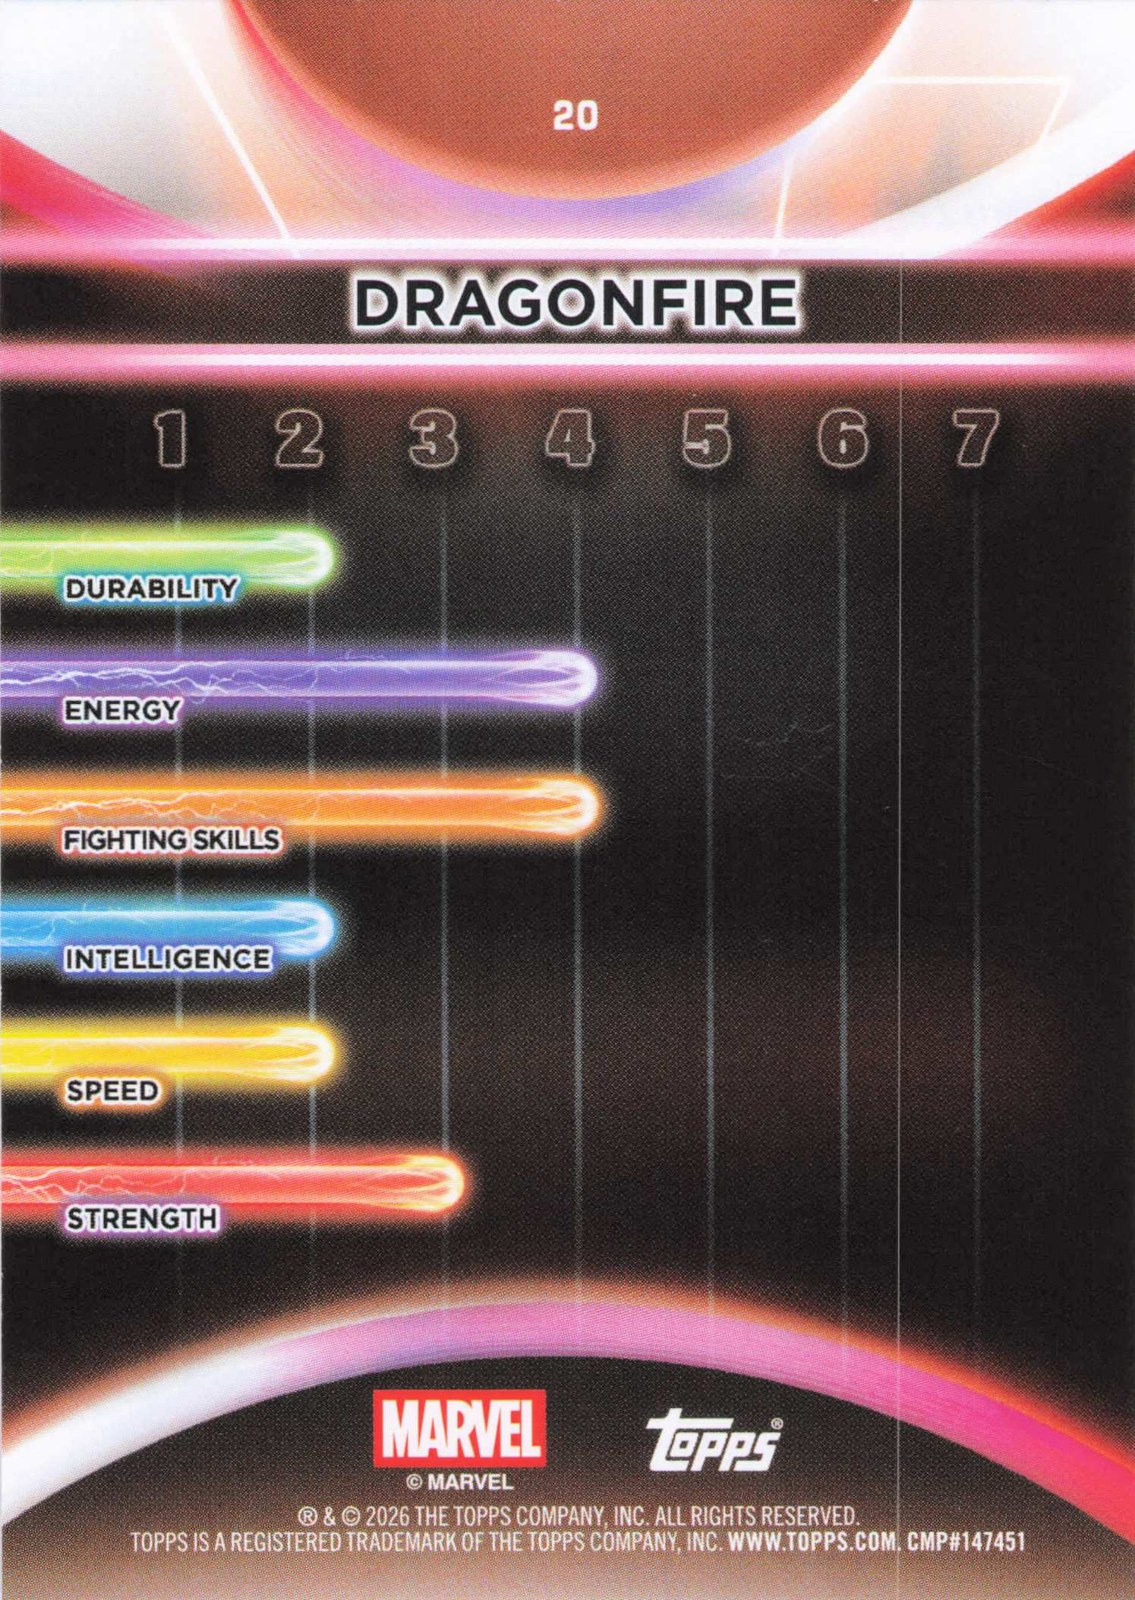 20
DRAGONFIRE
1 2 3 4 5 6 7
DURABILITY
ENERGY
FIGHTING SKILLS
INTELLIGENCE
SPEED
STRENGTH
MARVEL
© MARVEL
Topps®
® & © 2026 THE TOPPS COMPANY, INC. ALL RIGHTS RESERVED.
TOPPS IS A REGISTERED TRADEMARK OF THE TOPPS COMPANY, INC. WWW.TOPPS.COM. CMP#147451